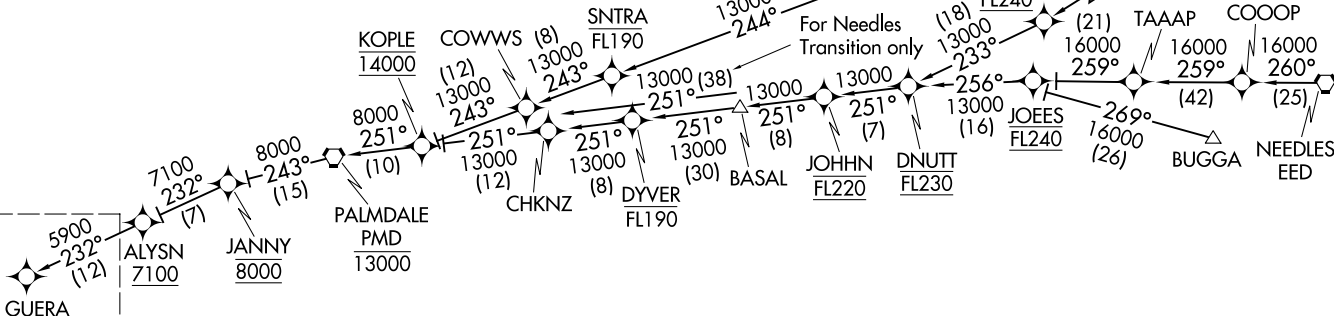 SNTRA
FL190
13000
244°
For Needles
Transition only
FL240
(18)
13000
233°
(21)
TAAAP
COOOP
KOPLE
14000
COWWS
(8)
13000
243°
(12)
13000
243°
13000
(38)
251°
13000
251°
(8)
13000
251°
(7)
256°
13000
(16)
16000
259°
16000
259°
(42)
16000
260°
(25)
JOEES
FL240
269°
16000
(26)
BUGGA
NEEDLES
EED
8000
251°
(10)
251°
13000
(12)
251°
13000
(8)
251°
13000
(30)
BASAL
JOHHN
FL220
DNUTT
FL230
CHKNZ
DYVER
FL190
7100
232°
(7)
8000
243°
(15)
PALMDALE
PMD
13000
JANNY
8000
5900
232°
(12)
ALYSN
7100
GUERA